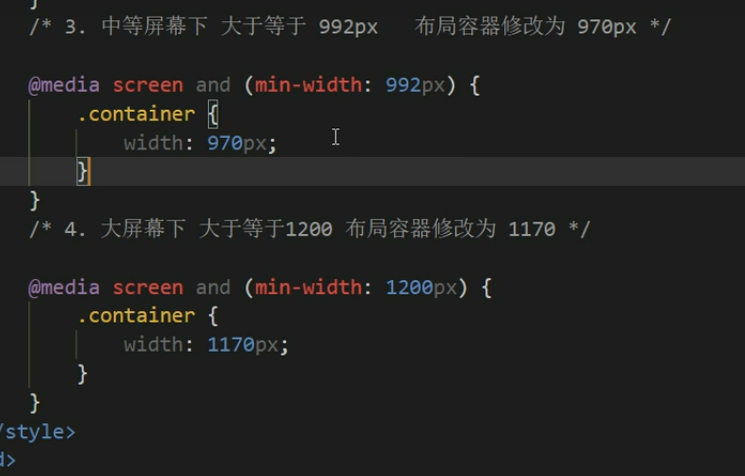 }
/* 3. 中等屏幕下 大于等于 992px 布局容器修改为 970px */
@media screen and (min-width: 992px) {
.container {
width: 970px;
}
}
/* 4. 大屏幕下 大于等于1200 布局容器修改为 1170 */
@media screen and (min-width: 1200px) {
.container {
width: 1170px;
}
}
/style>
d>